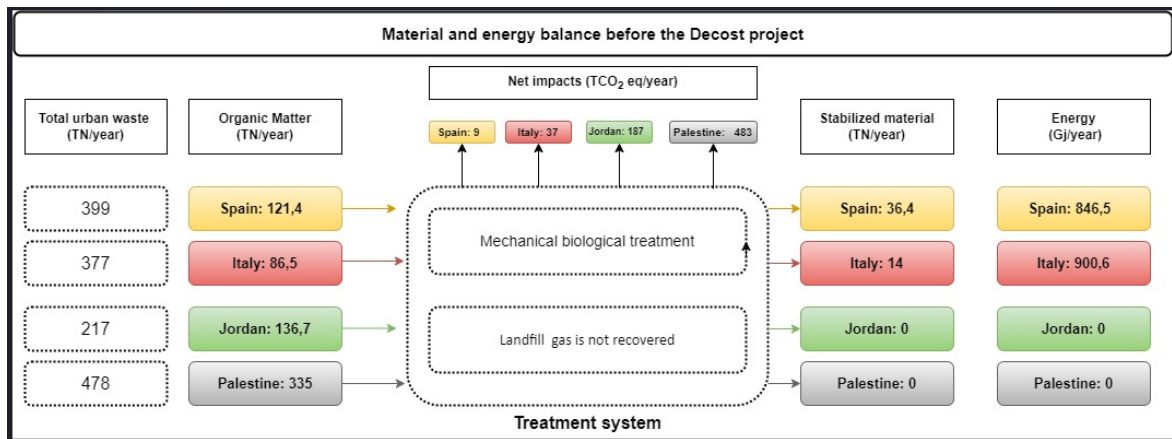 Material and energy balance before the Decost project
Net impacts (TCO₂ eq/year)
Total urban waste
(TN/year)
Organic Matter
(TN/year)
Stabilized material
(TN/year)
Energy
(Gj/year)
Spain: 9
Italy: 37
Jordan: 187
Palestine: 483
399
Spain: 121,4
Mechanical biological treatment
Spain: 36,4
Spain: 846,5
377
Italy: 86,5
Italy: 14
Italy: 900,6
217
Jordan: 136,7
Landfill gas is not recovered
Jordan: 0
Jordan: 0
478
Palestine: 335
Palestine: 0
Palestine: 0
Treatment system